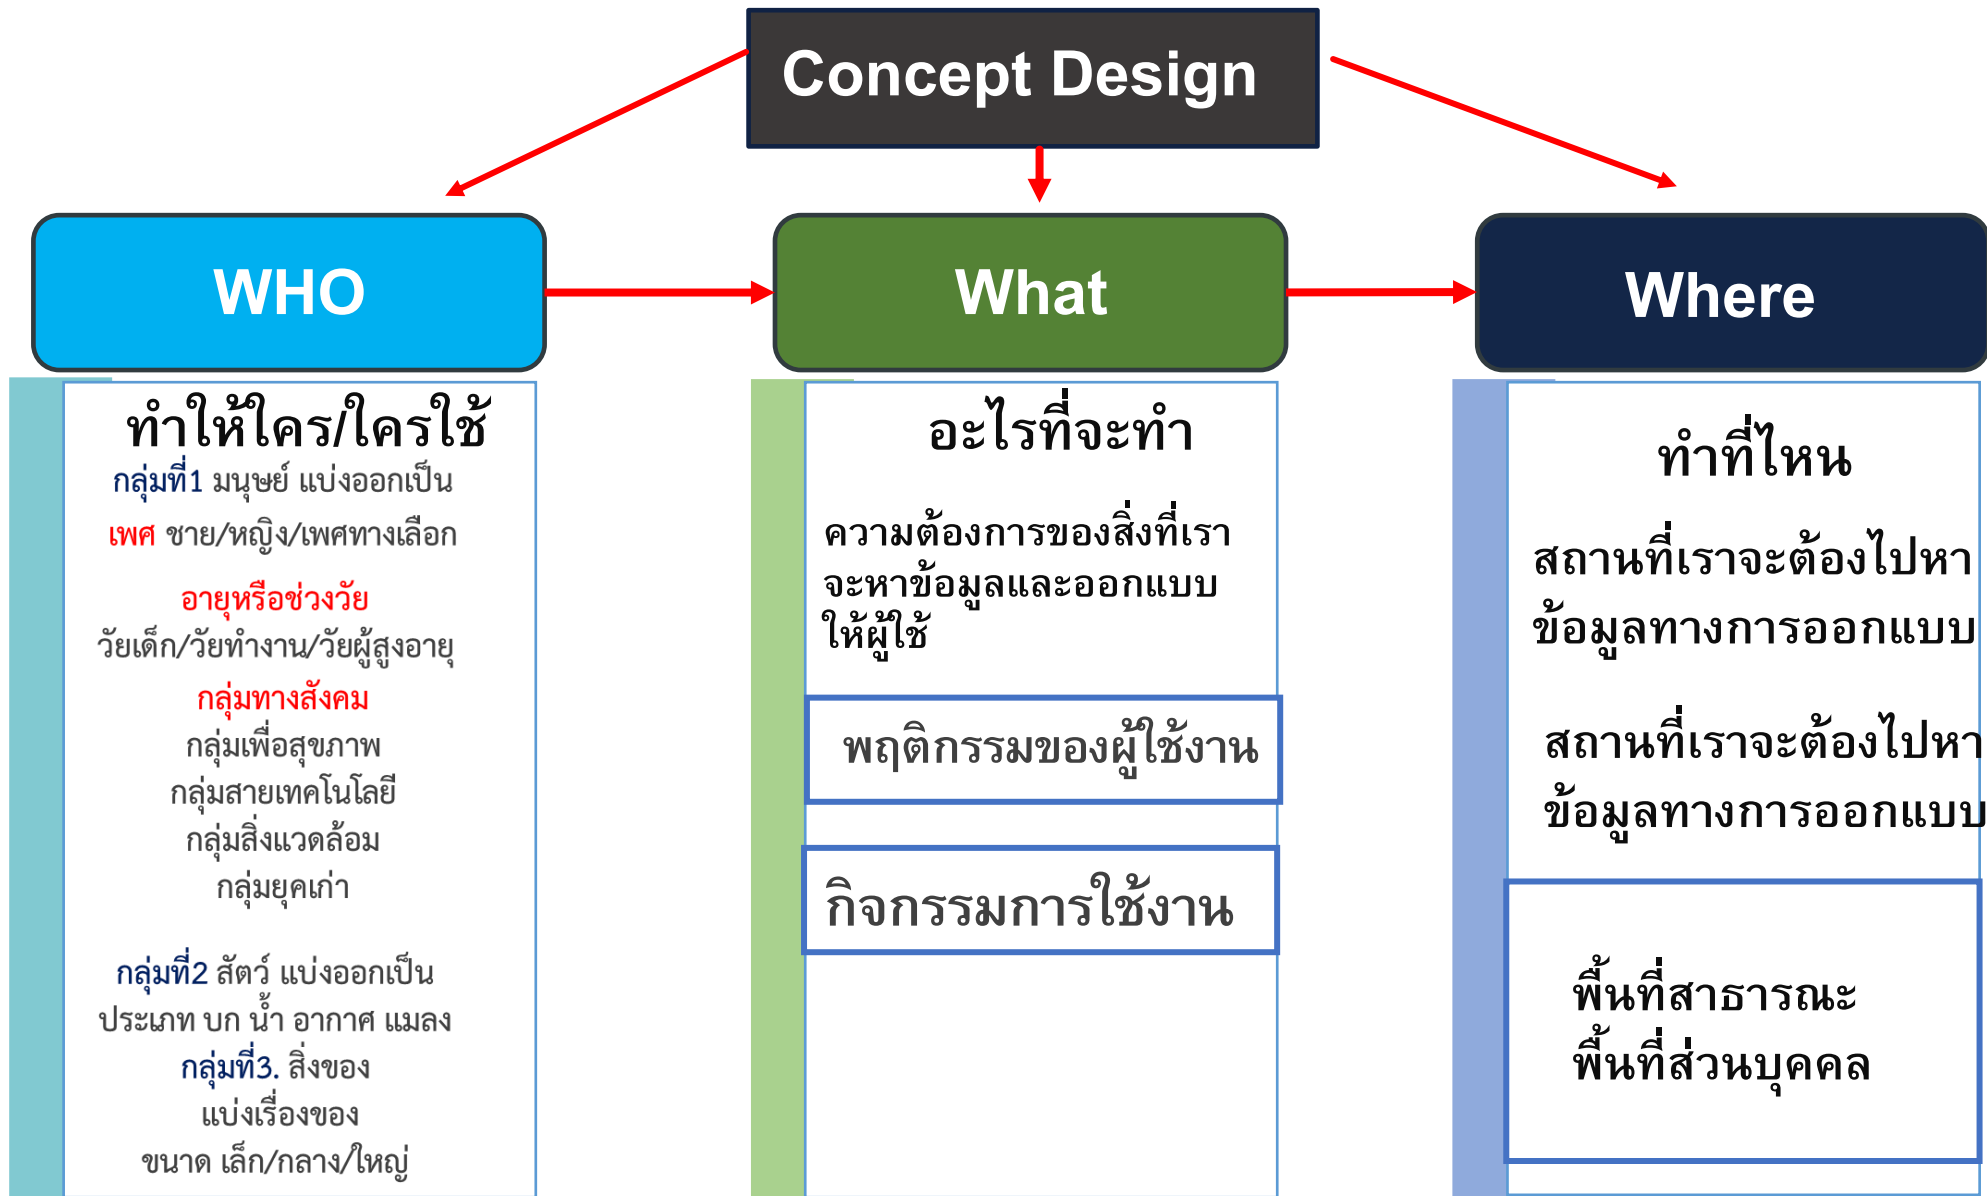 Concept Design
WHO
ทำให้ใคร/ใครใช้
กลุ่มที่1 มนุษย์ แบ่งออกเป็น
เพศ ชาย/หญิง/เพศทางเลือก
อายุหรือช่วงวัย
วัยเด็ก/วัยทำงาน/วัยผู้สูงอายุ
กลุ่มทางสังคม
กลุ่มเพื่อสุขภาพ
กลุ่มสายเทคโนโลยี
กลุ่มสิ่งแวดล้อม
กลุ่มยุคเก่า
กลุ่มที่2 สัตว์ แบ่งออกเป็น
ประเภท บก น้ำ อากาศ แมลง
กลุ่มที่3. สิ่งของ
แบ่งเรื่องของ
ขนาด เล็ก/กลาง/ใหญ่
What
อะไรที่จะทำ
ความต้องการของสิ่งที่เรา
จะหาข้อมูลและออกแบบ
ให้ผู้ใช้
พฤติกรรมของผู้ใช้งาน
กิจกรรมการใช้งาน
Where
ทำที่ไหน
สถานที่เราจะต้องไปหา
ข้อมูลทางการออกแบบ
สถานที่เราจะต้องไปหา
ข้อมูลทางการออกแบบ
พื้นที่สาธารณะ
พื้นที่ส่วนบุคคล